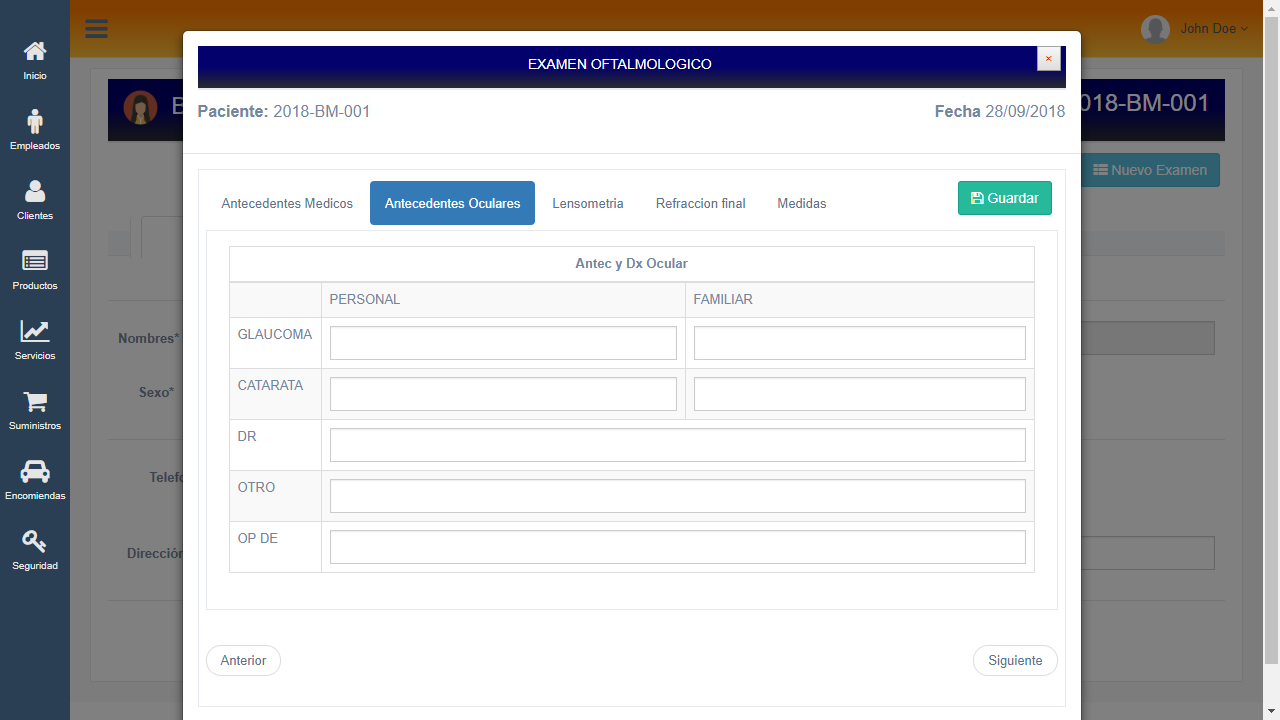 John Doe
Inicio
Empleados
Clientes
Productos
Servicios
Suministros
Encomiendas
Seguridad
B
018-BM-001
Nuevo Examen
Nombres*
Sexo*
Telefo
Dirección
EXAMEN OFTALMOLOGICO
×
Paciente: 2018-BM-001 Fecha 28/09/2018
Antecedentes Medicos Antecedentes Oculares Lensometria Refraccion final Medidas Guardar
Antec y Dx Ocular
PERSONAL FAMILIAR
GLAUCOMA
CATARATA
DR
OTRO
OP DE
Anterior Siguiente